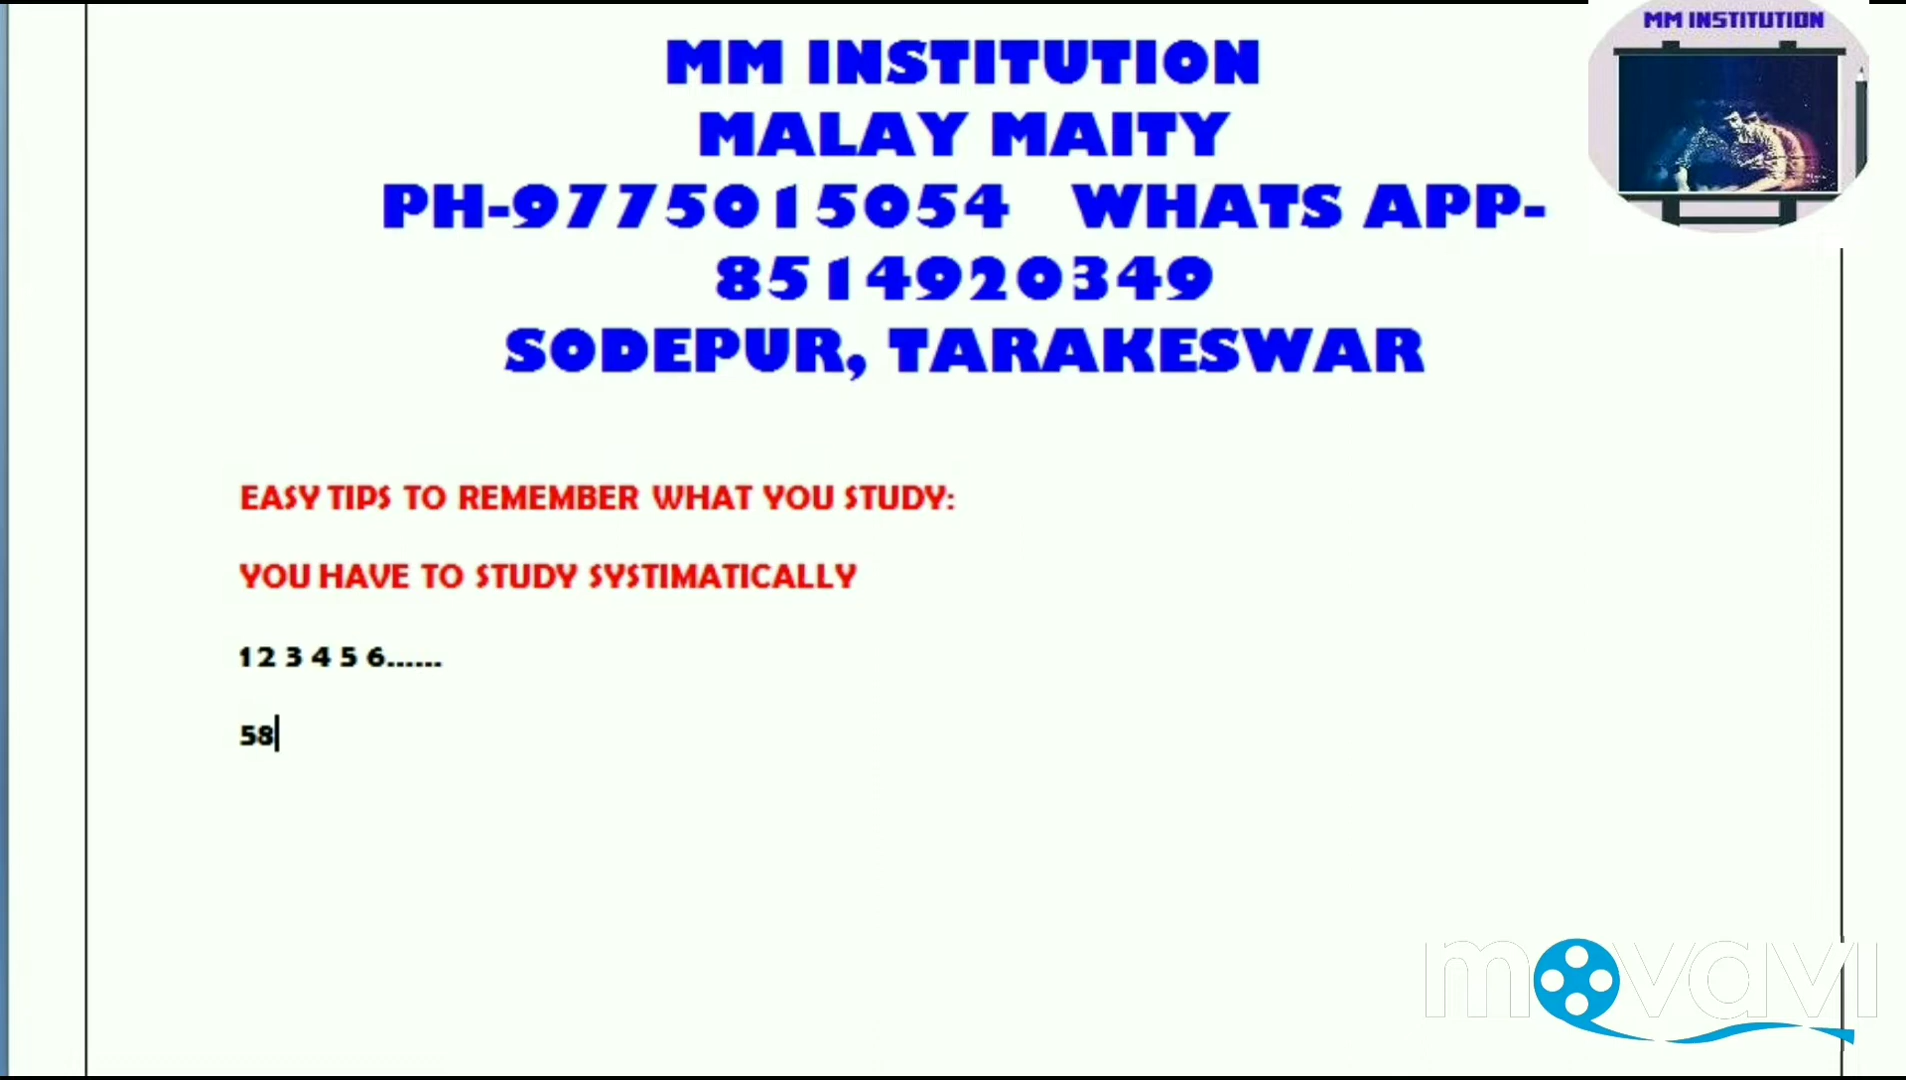 MM INSTITUTION
MM INSTITUTION
MALAY MAITY
PH-9775015054 WHATS APP-
8514920349
SODEPUR, TARAKESWAR
EASY TIPS TO REMEMBER WHAT YOU STUDY:
YOU HAVE TO STUDY SYSTIMATICALLY
1 2 3 4 5 6......
58
movavi